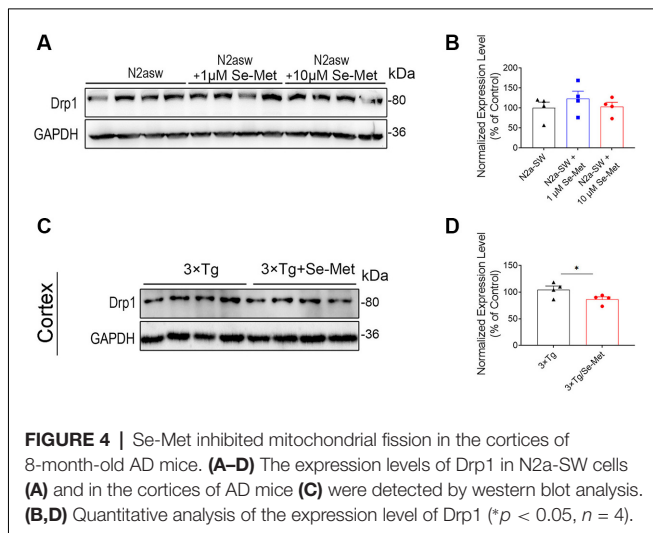 A
N2asw
N2asw
+1µM Se-Met
N2asw
+10µM Se-Met
kDa
Drp1
-80
GAPDH
-36
B
Normalized Expression Level
(% of Control)
200
150
100
50
0
N2a-SW
N2a-SW +
1 µM Se-Met
N2a-SW +
10 µM Se-Met
C
3×Tg
3×Tg+Se-Met
kDa
Cortex
Drp1
-80
GAPDH
-36
D
Normalized Expression Level
(% of Control)
150
100
50
0
*
3×Tg
3×Tg/Se-Met
FIGURE 4 | Se-Met inhibited mitochondrial fission in the cortices of
8-month-old AD mice. (A–D) The expression levels of Drp1 in N2a-SW cells
(A) and in the cortices of AD mice (C) were detected by western blot analysis.
(B,D) Quantitative analysis of the expression level of Drp1 (*p < 0.05, n = 4).